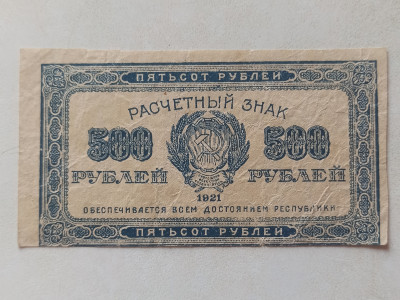 ПЯТЬСОТ РУБЛЕЙ
РАСЧЕТНЫЙ ЗНАК
500 500
РУБЛЕЙ РУБЛЕЙ
1921
ОБЕСПЕЧИВАЕТСЯ ВСЕМ ДОСТОЯНИЕМ РЕСПУБЛИКИ
ПЯТЬСОТ РУБЛЕЙ